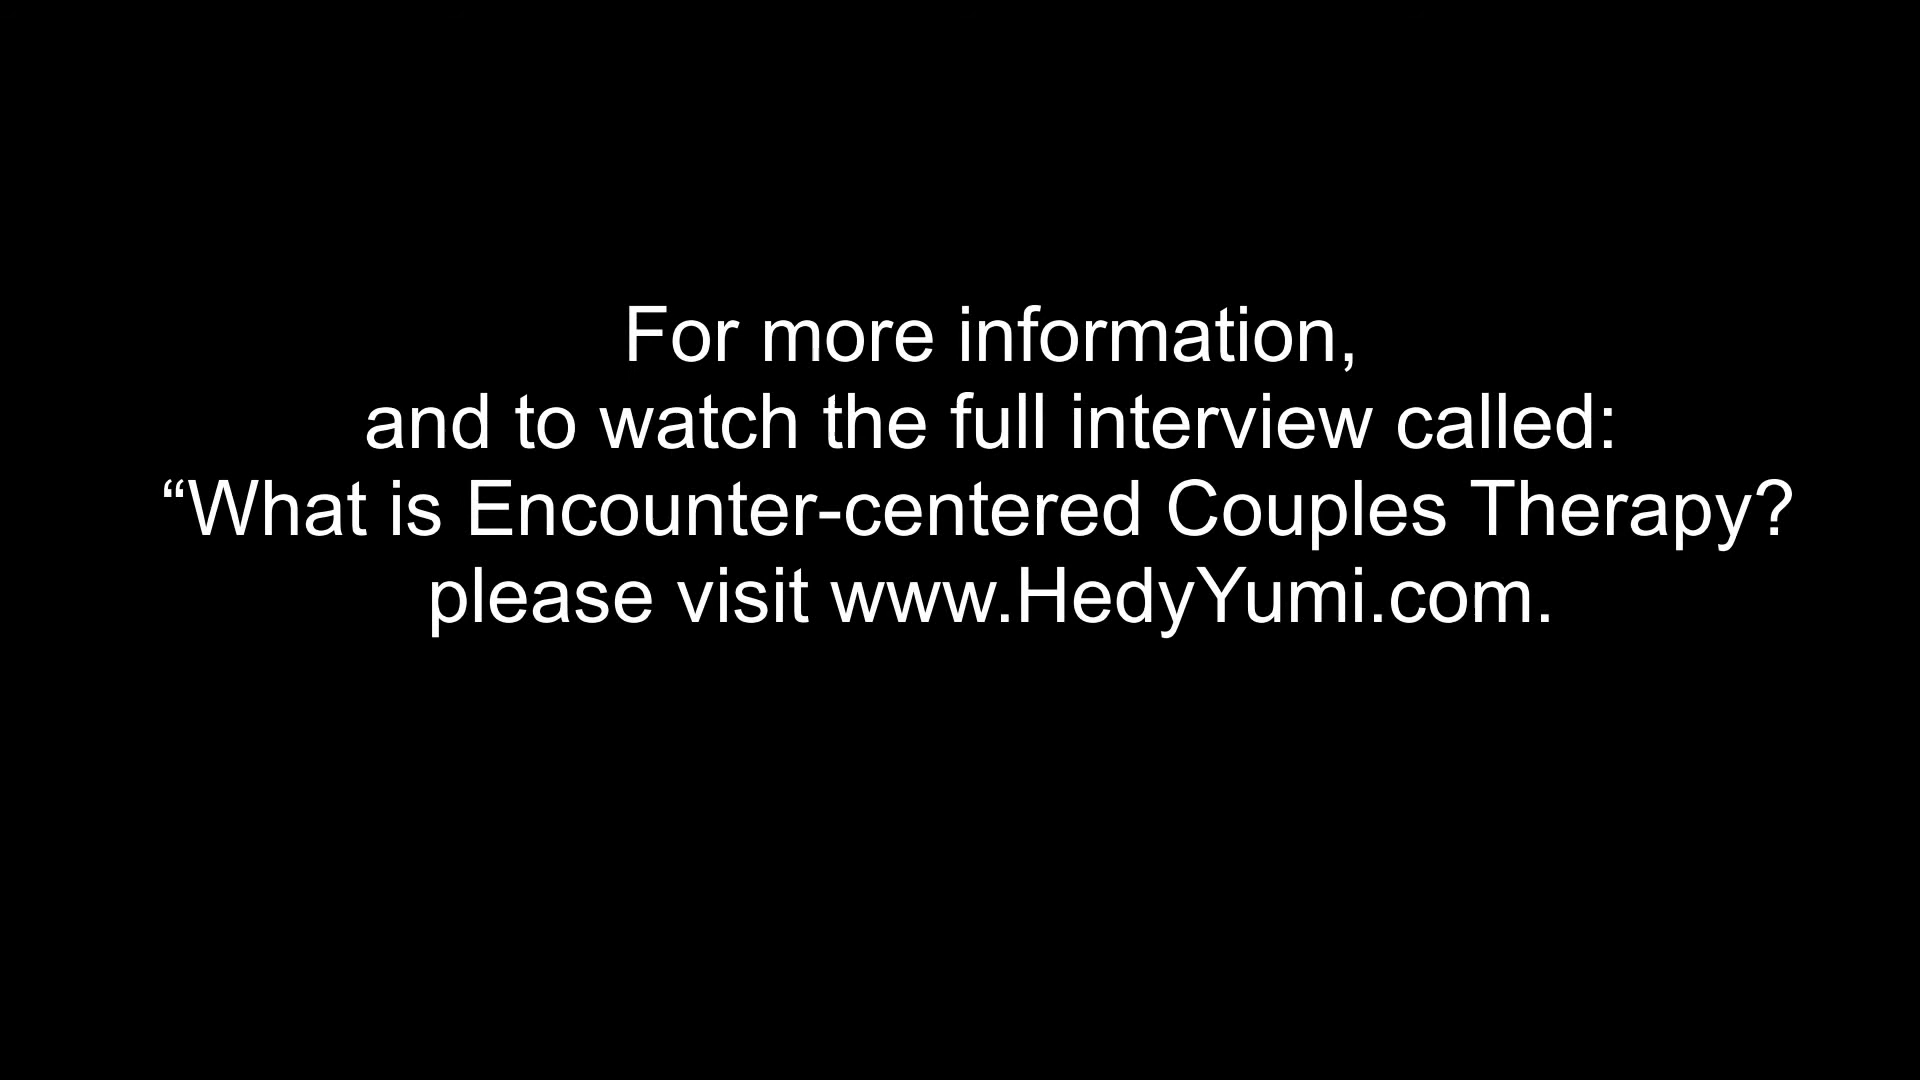 For more information,
and to watch the full interview called:
“What is Encounter-centered Couples Therapy?
please visit www.HedyYumi.com.